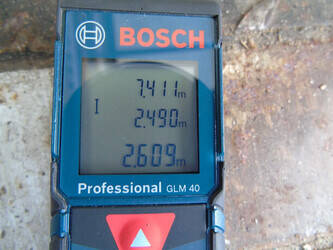 BOSCH
7.411m
2.490m
2.609m
Professional GLM 40